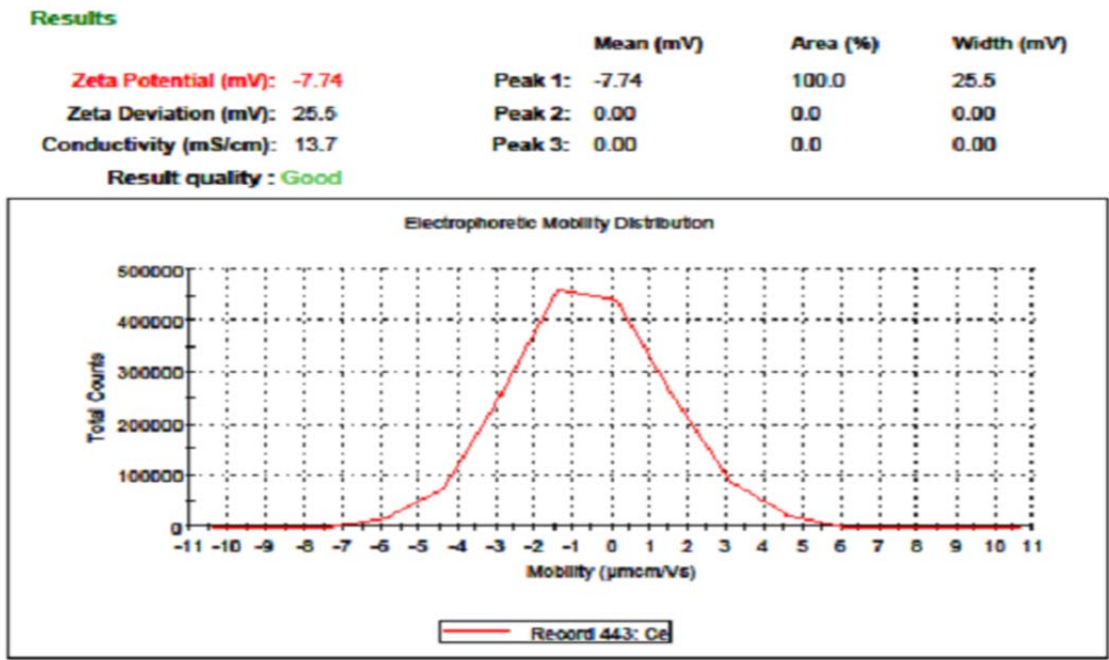 Results
Mean (mV) Area (%) Width (mV)
Zeta Potential (mV): -7.74 Peak 1: -7.74 100.0 25.5
Zeta Deviation (mV): 25.5 Peak 2: 0.00 0.0 0.00
Conductivity (mS/cm): 13.7 Peak 3: 0.00 0.0 0.00
Result quality : Good
Electrophoretic Mobility Distribution
500000
400000
300000
200000
100000
0
Total Counts
-11 -10 -9 -8 -7 -6 -5 -4 -3 -2 -1 0 1 2 3 4 5 6 7 8 9 10 11
Mobility (µmcm/Vs)
Record 443: Ce